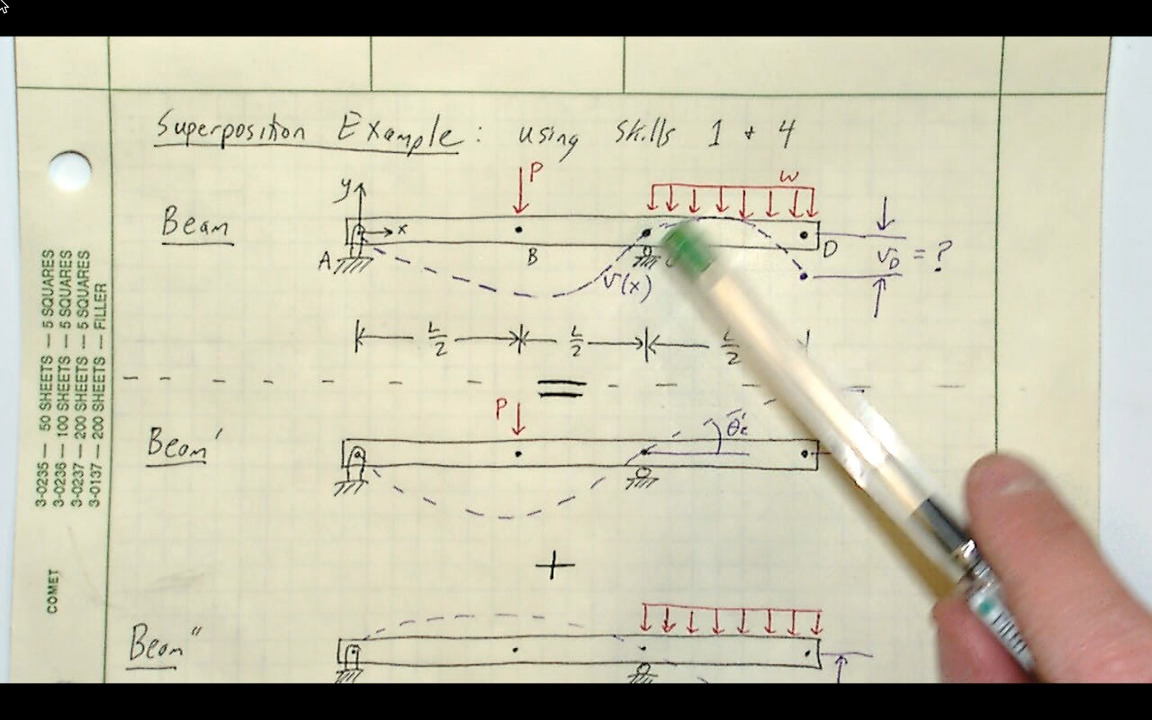 Superposition Example: using Skills 1 + 4
P
w
y
Beam
x
A
B
D
v_D = ?
v(x)
L/2
L/2
L/2
=
P
Beam'
θ'c
+
Beam"
3-0235 — 50 SHEETS — 5 SQUARES
3-0236 — 100 SHEETS — 5 SQUARES
3-0237 — 200 SHEETS — 5 SQUARES
3-0137 — 200 SHEETS — FILLER
COMET